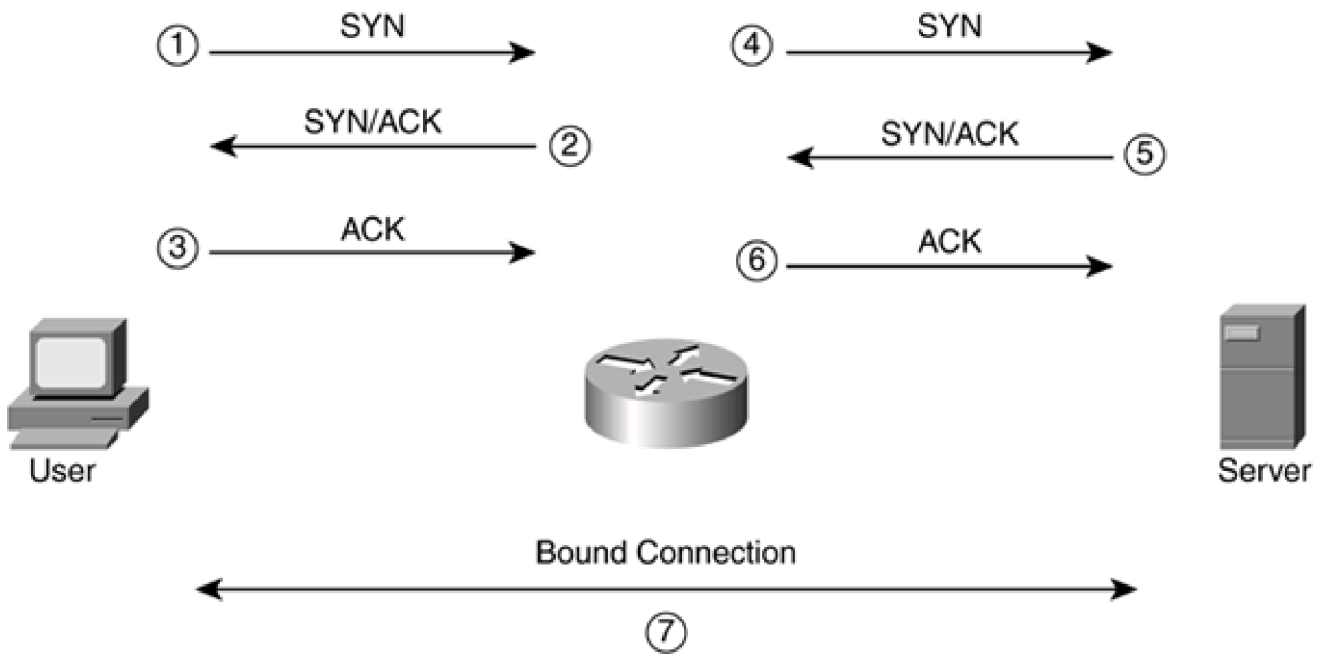 ① SYN
④ SYN
SYN/ACK ②
SYN/ACK ⑤
③ ACK
⑥ ACK
User
Server
Bound Connection
⑦